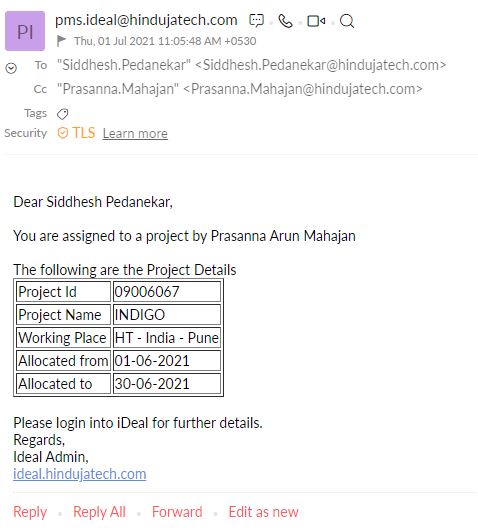 PI
pms.ideal@hindujatech.com
Thu, 01 Jul 2021 11:05:48 AM +0530
To "Siddhesh.Pedanekar" <Siddhesh.Pedanekar@hindujatech.com>
Cc "Prasanna.Mahajan" <Prasanna.Mahajan@hindujatech.com>
Tags
Security TLS Learn more
Dear Siddhesh Pedanekar,
You are assigned to a project by Prasanna Arun Mahajan
The following are the Project Details
Project Id 09006067
Project Name INDIGO
Working Place HT - India - Pune
Allocated from 01-06-2021
Allocated to 30-06-2021
Please login into iDeal for further details.
Regards,
Ideal Admin,
ideal.hindujatech.com
Reply Reply All Forward Edit as new